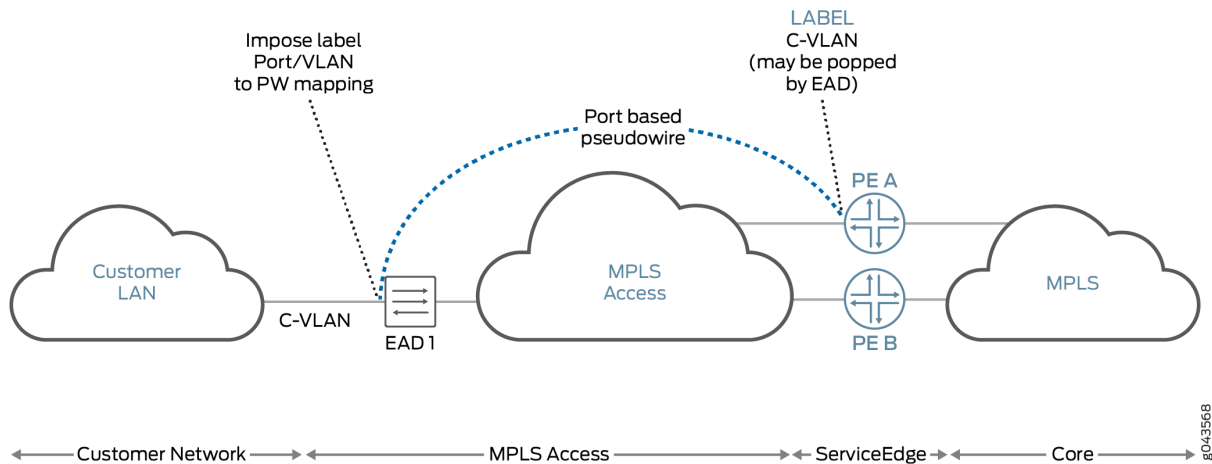 Impose label
Port/VLAN
to PW mapping
LABEL
C-VLAN
(may be popped
by EAD)
Port based
pseudowire
PE A
Customer
LAN
MPLS
Access
MPLS
C-VLAN
EAD 1
PE B
Customer Network
MPLS Access
ServiceEdge
Core
g043568